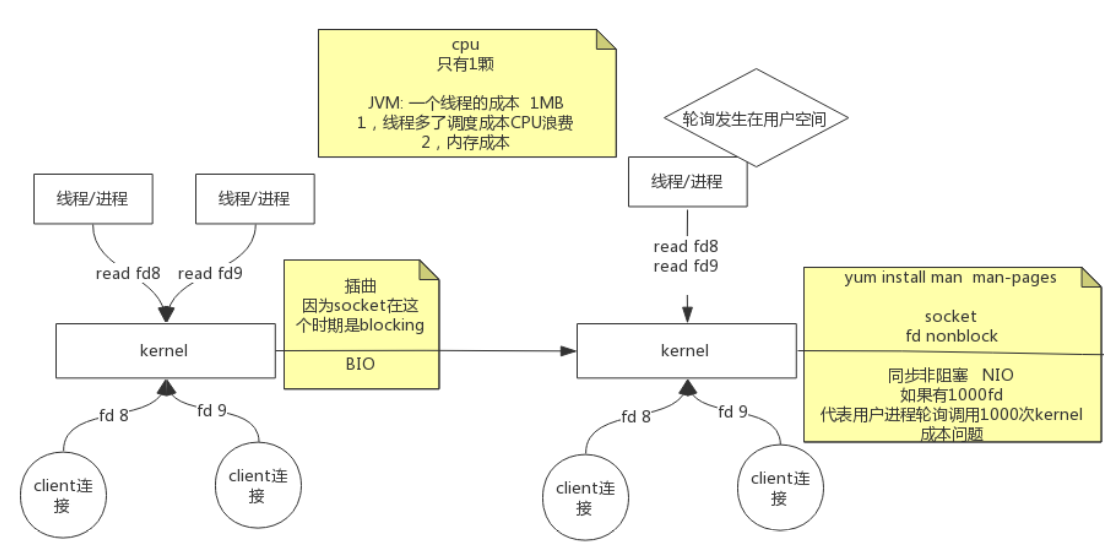 cpu
只有1颗
JVM: 一个线程的成本 1MB
1，线程多了调度成本CPU浪费
2，内存成本
轮询发生在用户空间
线程/进程
线程/进程
线程/进程
read fd8
read fd9
read fd8
read fd9
插曲
因为socket在这
个时期是blocking
BIO
yum install man man-pages
socket
fd nonblock
同步非阻塞 NIO
如果有1000fd
代表用户进程轮询调用1000次kernel
成本问题
kernel
kernel
fd 8
fd 9
fd 8
fd 9
client连
接
client连
接
client连
接
client连
接